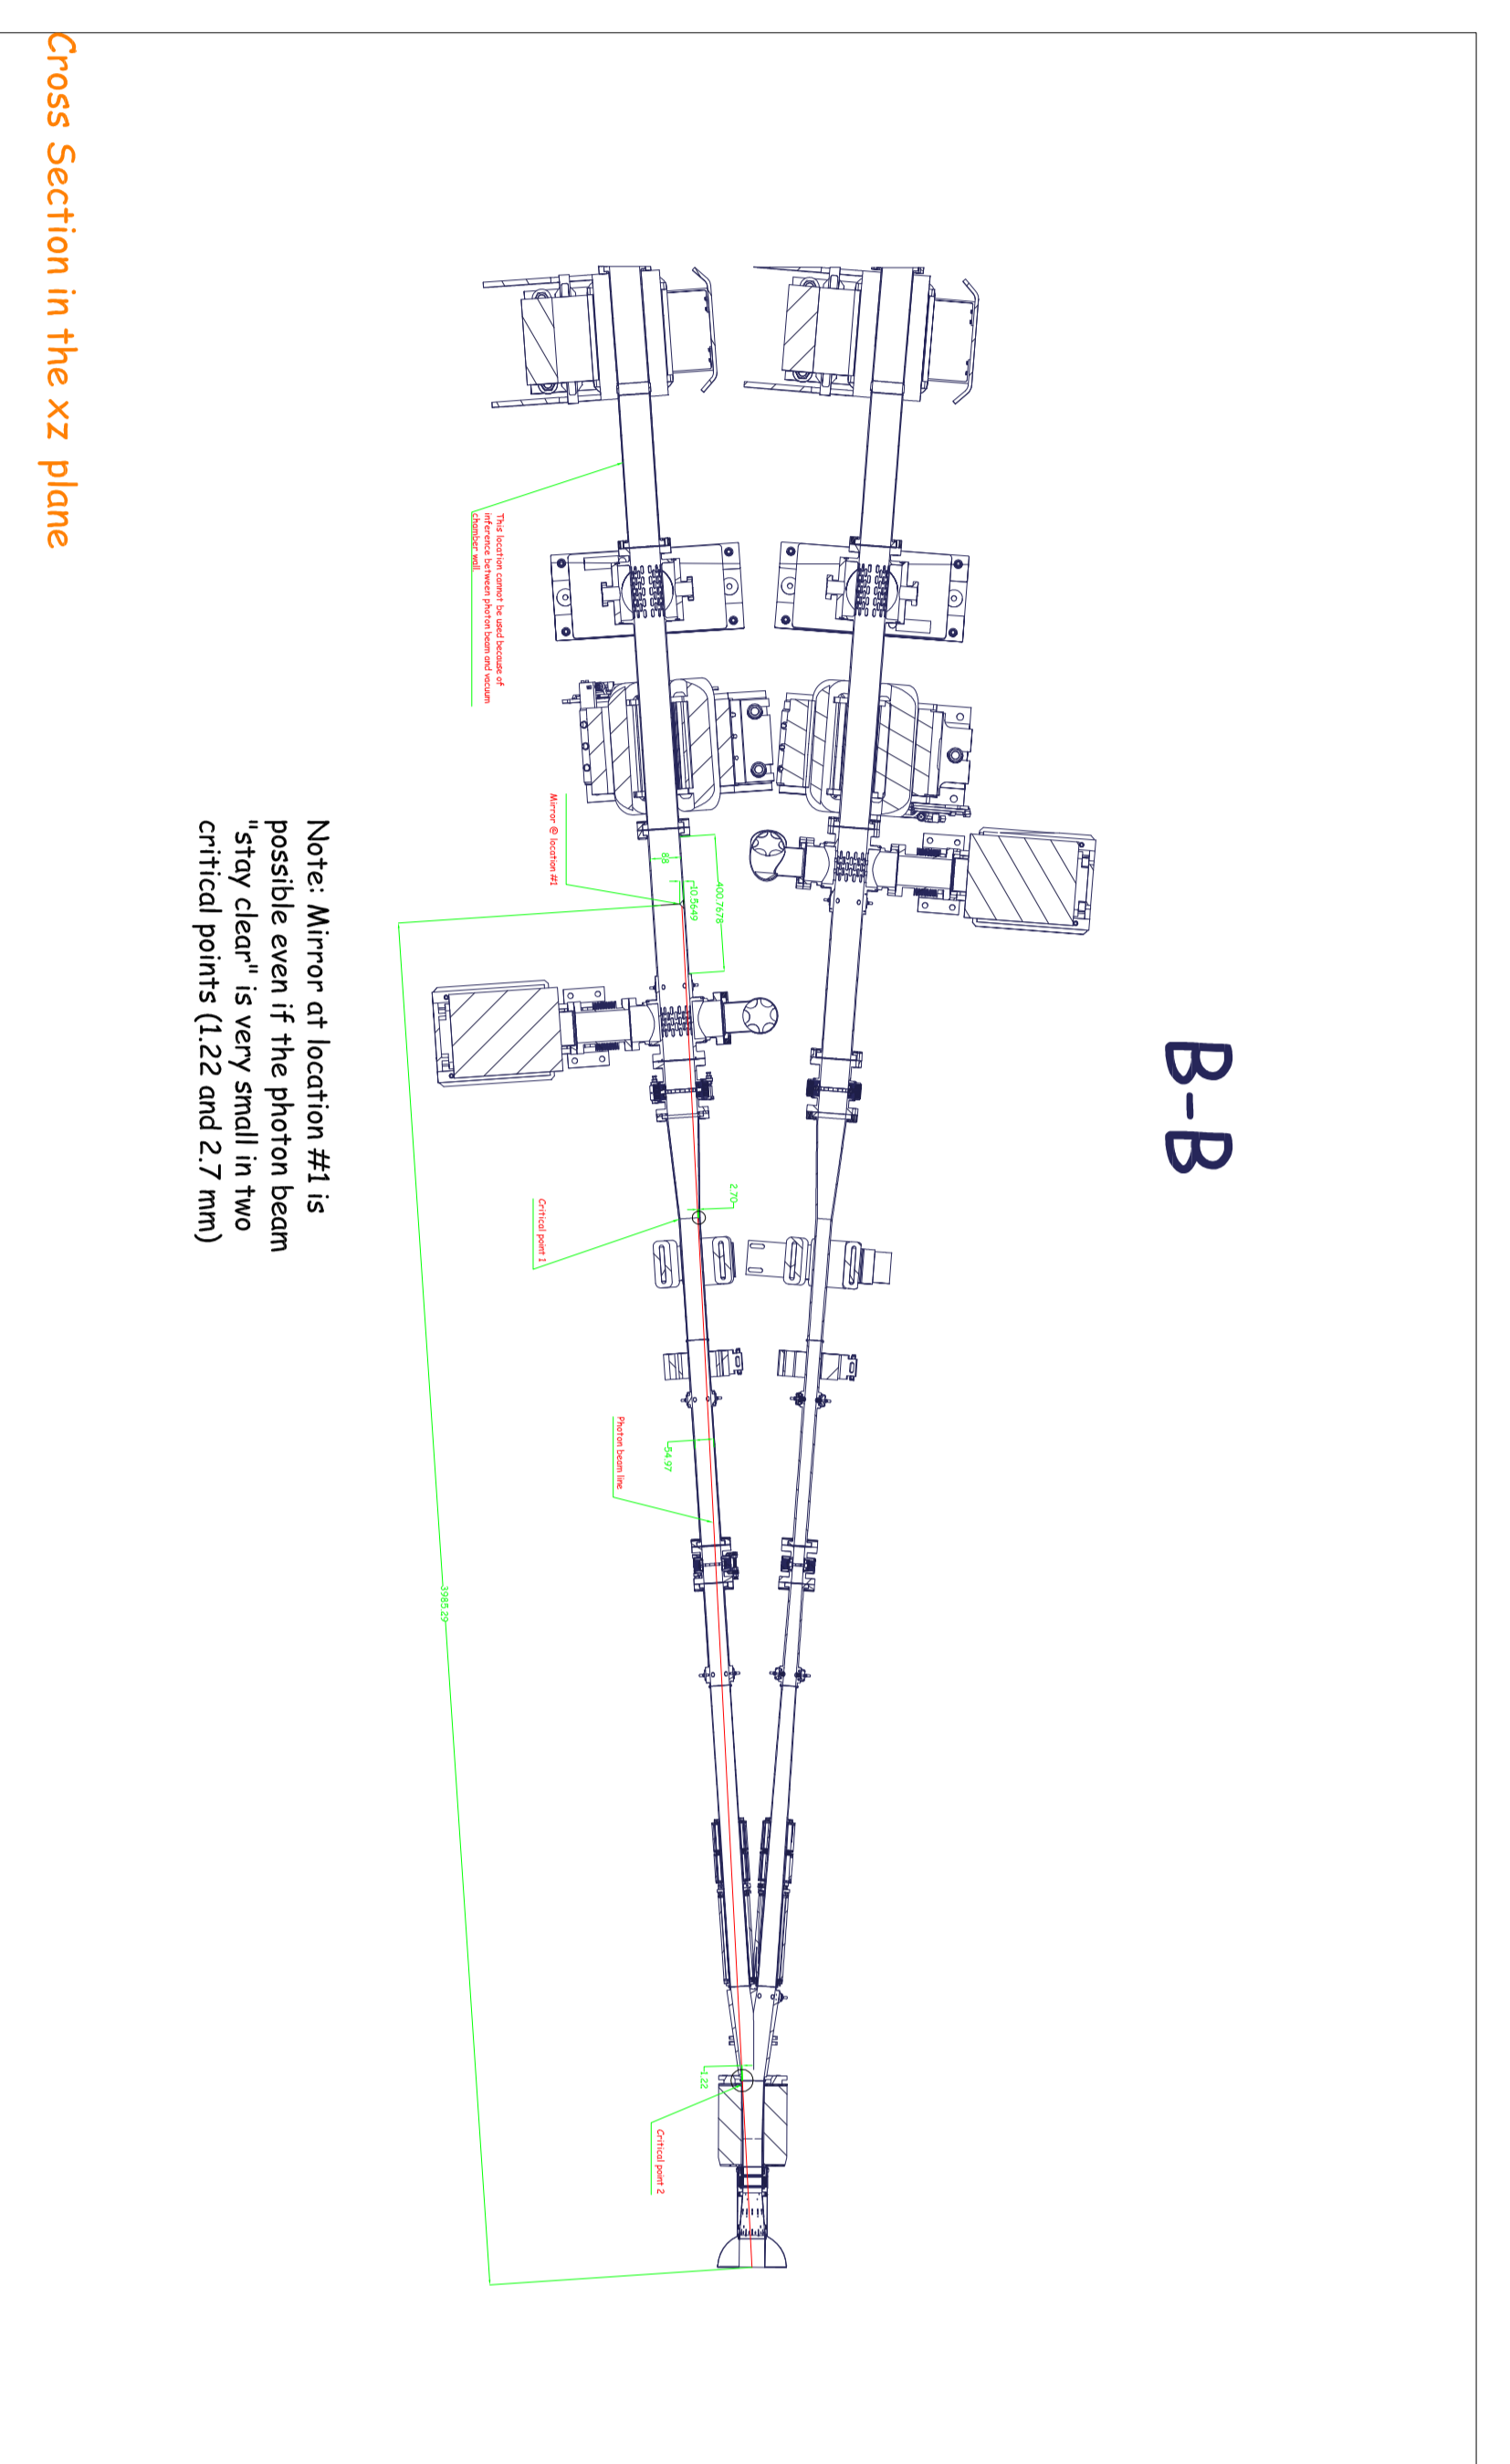 Cross Section in the xz plane
B-B
This location cannot be used because of
inference between photon beam and vacuum
chamber wall.
Mirror @ location #1
88
10.5649
400.7678
2.70
Critical point 1
54.97
Photon beam line
3985.29
1.22
Critical point 2
Note: Mirror at location #1 is
possible even if the photon beam
"stay clear" is very small in two
critical points (1.22 and 2.7 mm)